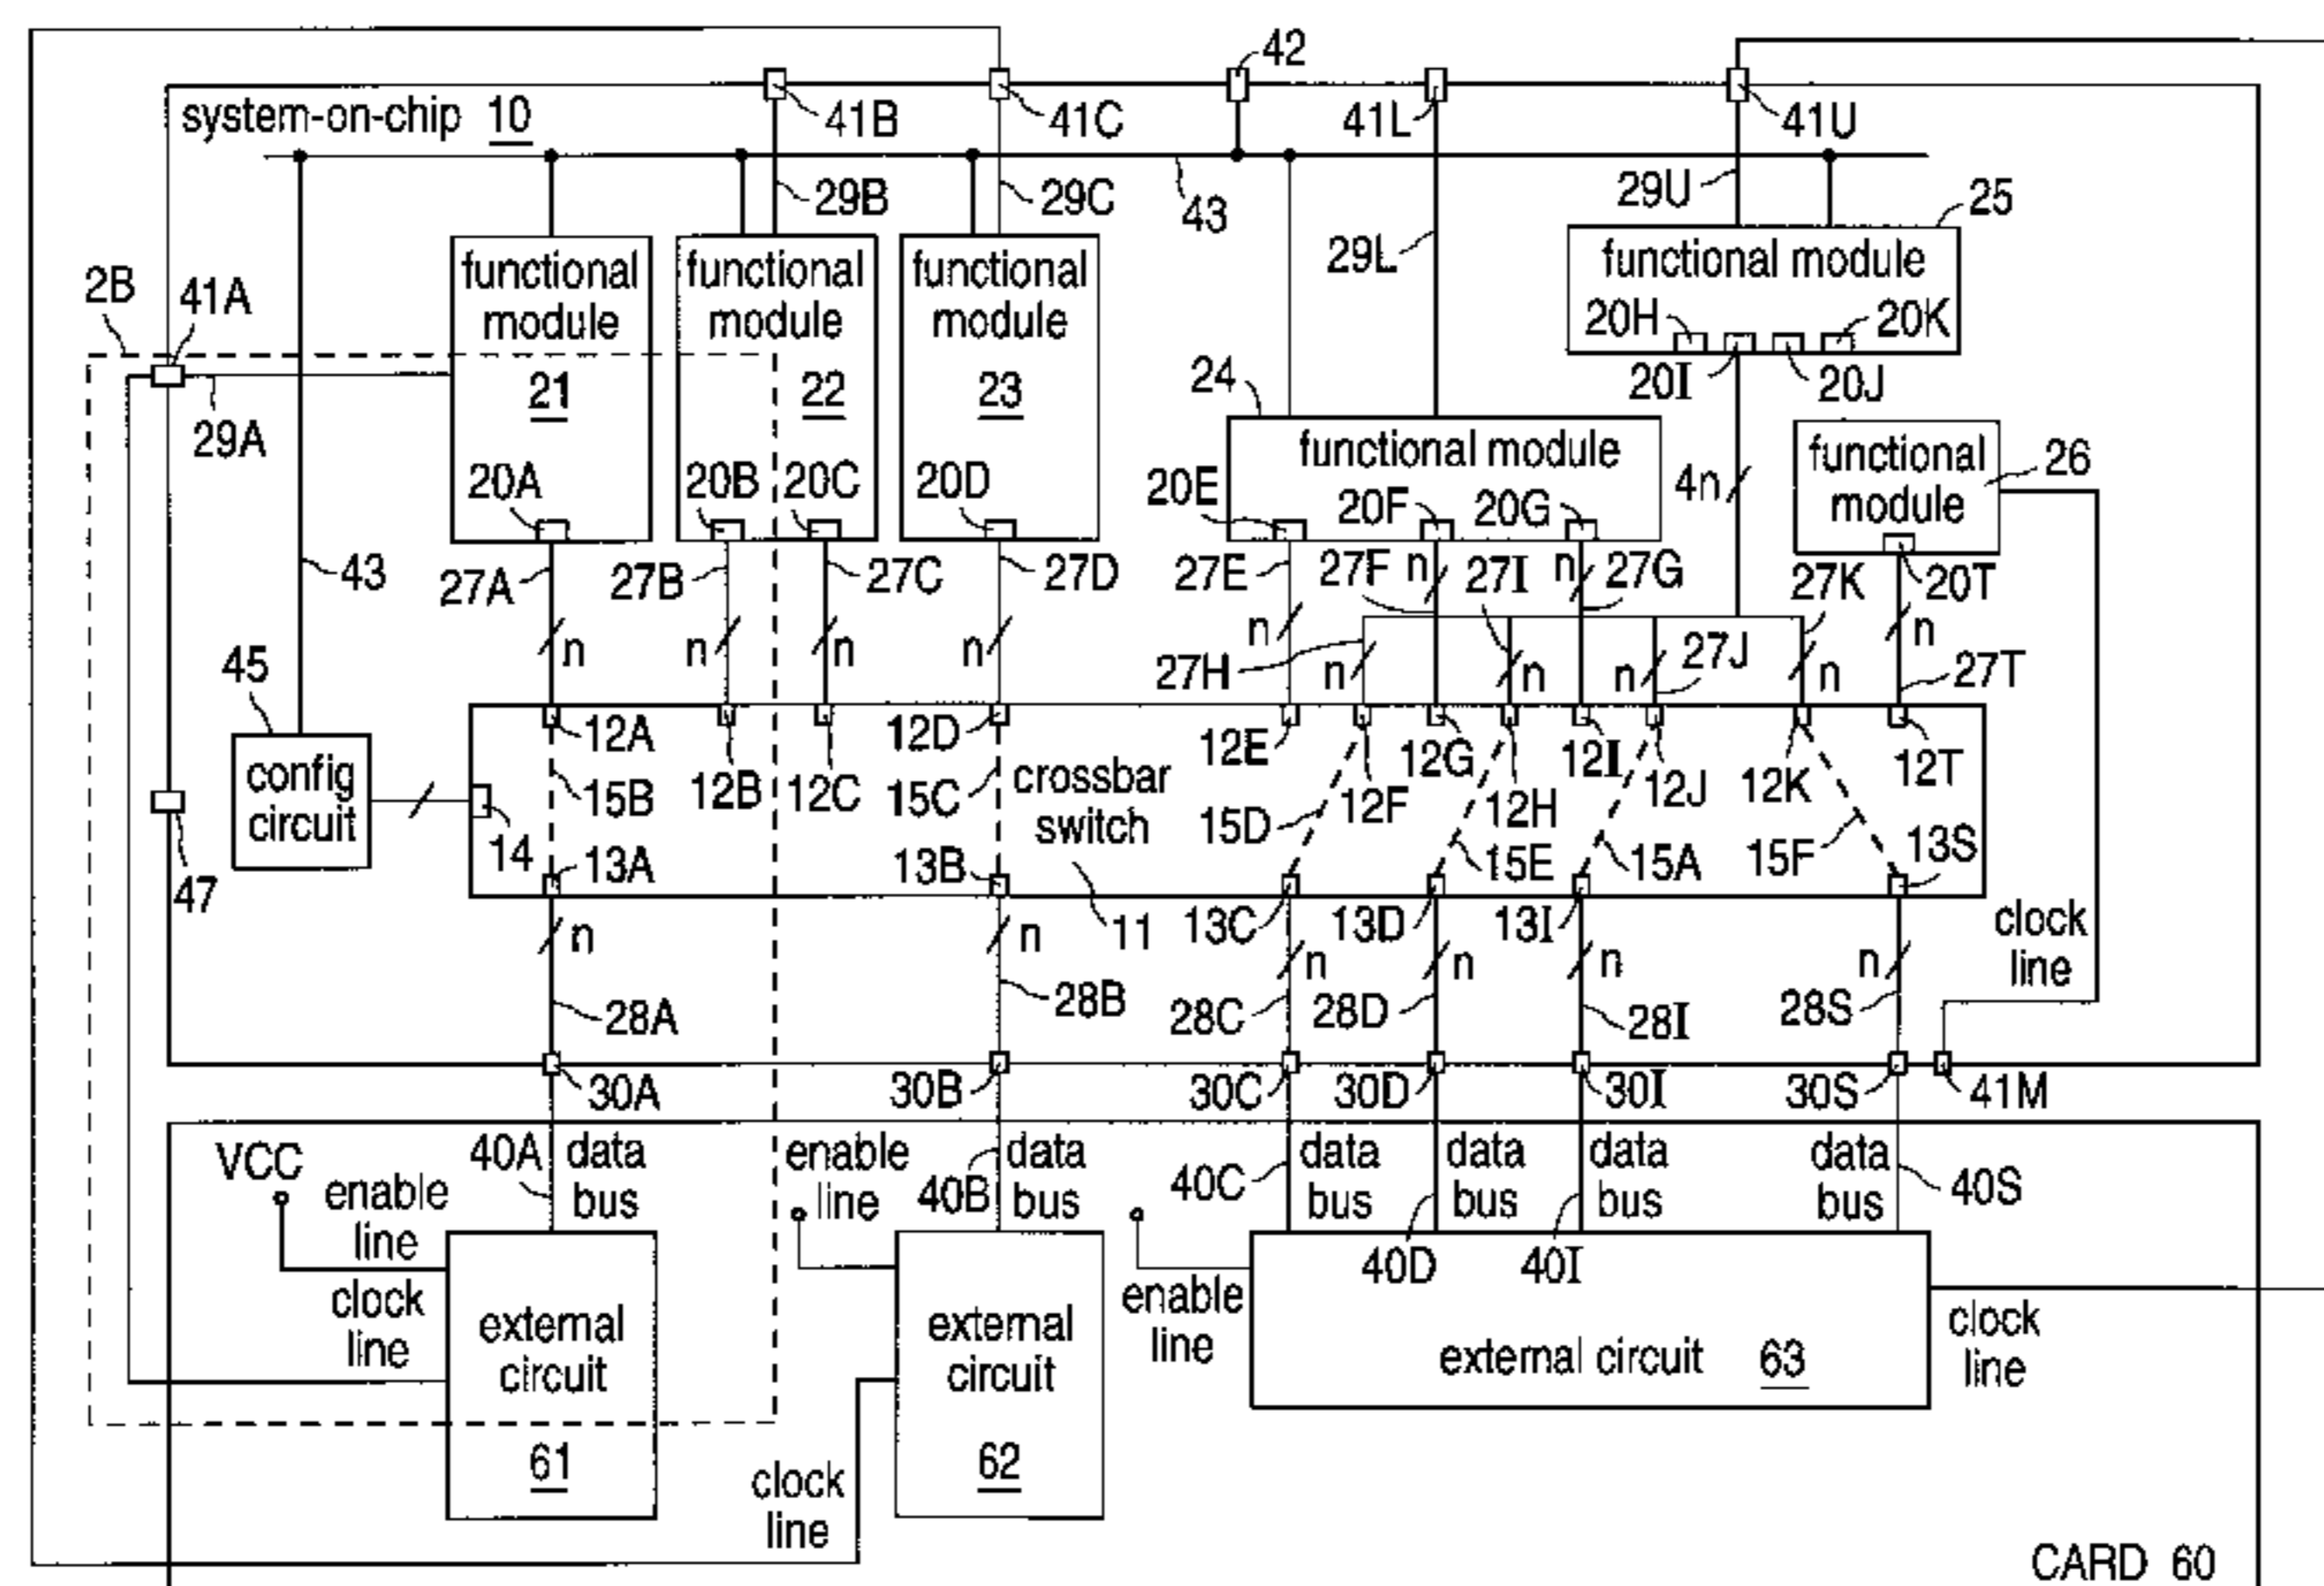 42
system-on-chip 10
41B
41C
41L
41U
29B
29C
43
29U
25
29L
2B
41A
functional module
functional module
functional module
functional module
20H
20K
20I
20J
21
22
23
24
29A
functional module
functional module
26
20A
20B
20C
20D
20E
20F
20G
4n
20T
43
27A
27B
27C
27D
27E
27F
n
27I
n
27G
27K
n
n
n
n
n
n
45
27H
n
n
n
27J
n
27T
config circuit
12A
12D
12E
12G
12I
12T
15B
12B
12C
15C
crossbar switch
15D
12F
12H
12J
12K
14
47
13A
13B
15E
15A
15F
13S
11
13C
13D
13I
clock line
n
n
n
n
n
n
28A
28B
28C
28D
28I
28S
30A
30B
30C
30D
30I
30S
41M
VCC
enable line
40A
data bus
enable line
40B
data bus
40C
data bus
data bus
data bus
data bus
40S
40D
40I
clock line
external circuit
61
external circuit
62
enable line
external circuit 63
clock line
clock line
CARD 60